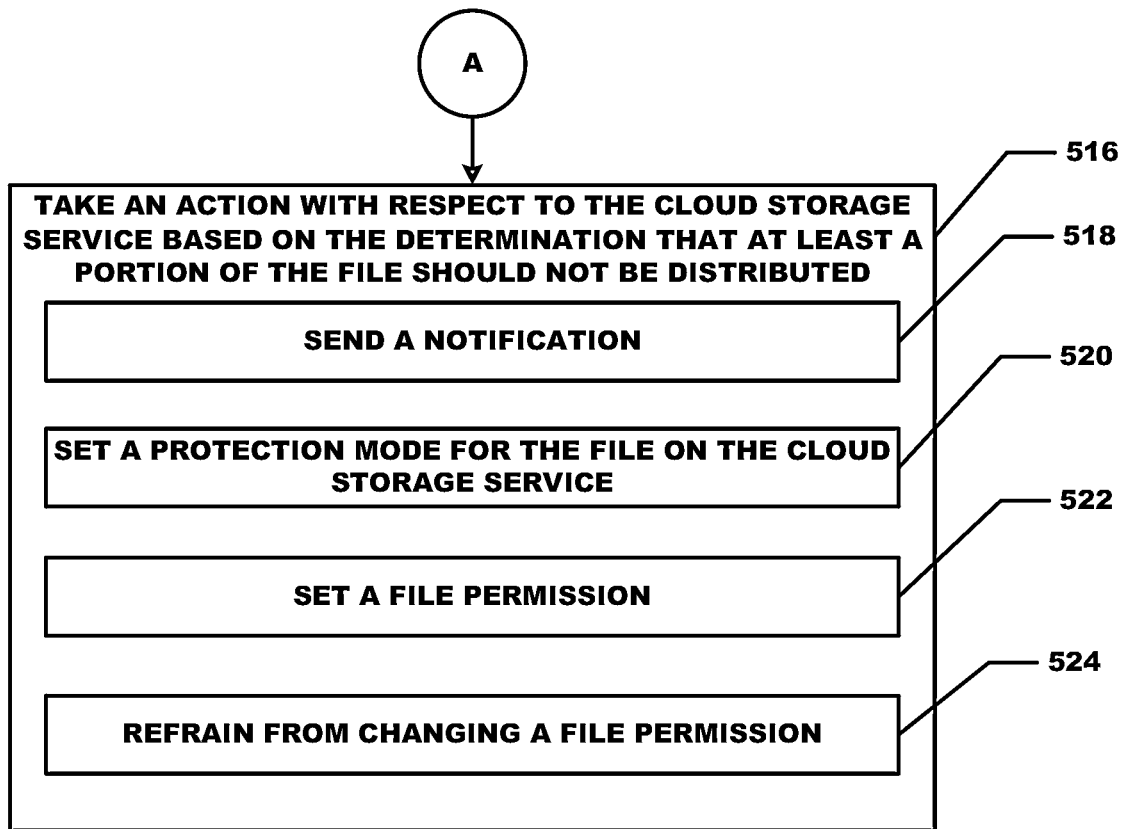 A
516
TAKE AN ACTION WITH RESPECT TO THE CLOUD STORAGE
SERVICE BASED ON THE DETERMINATION THAT AT LEAST A
PORTION OF THE FILE SHOULD NOT BE DISTRIBUTED
518
SEND A NOTIFICATION
520
SET A PROTECTION MODE FOR THE FILE ON THE CLOUD
STORAGE SERVICE
522
SET A FILE PERMISSION
524
REFRAIN FROM CHANGING A FILE PERMISSION